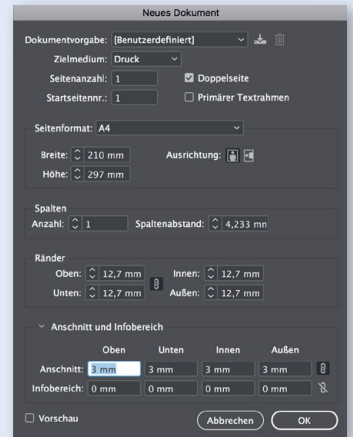 Neues Dokument
Dokumentvorgabe: [Benutzerdefiniert]
Zielmedium: Druck
Seitenanzahl: 1 Doppelseite
Startseitennr.: 1 Primärer Textrahmen
Seitenformat: A4
Breite: 210 mm Ausrichtung:
Höhe: 297 mm
Spalten
Anzahl: 1 Spaltenabstand: 4,233 mm
Ränder
Oben: 12,7 mm Innen: 12,7 mm
Unten: 12,7 mm Außen: 12,7 mm
Anschnitt und Infobereich
Oben Unten Innen Außen
Anschnitt: 3 mm 3 mm 3 mm 3 mm
Infobereich: 0 mm 0 mm 0 mm 0 mm
Vorschau Abbrechen OK